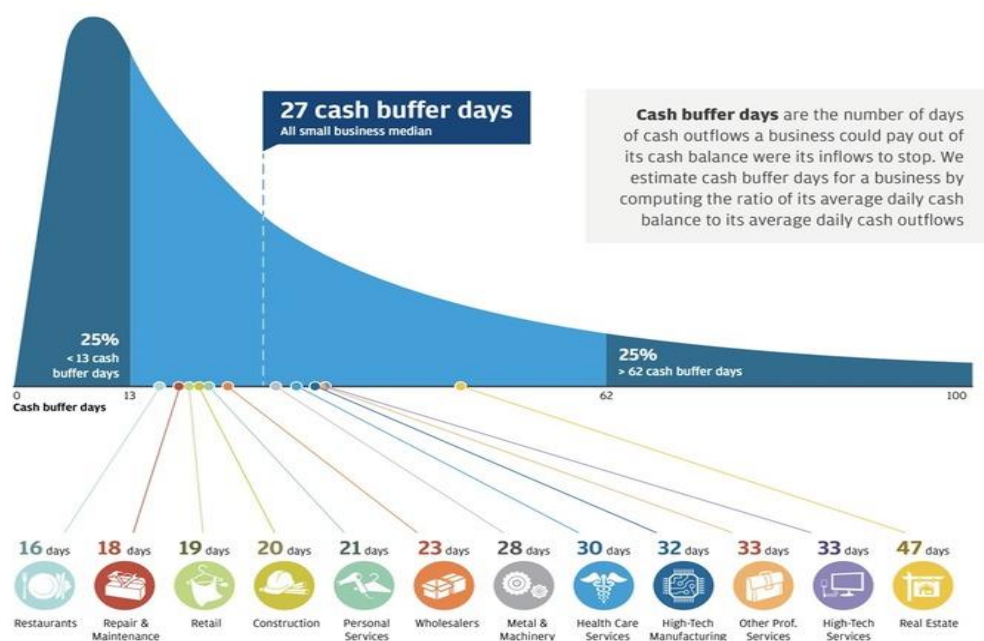 27 cash buffer days
All small business median
Cash buffer days are the number of days
of cash outflows a business could pay out of
its cash balance were its inflows to stop. We
estimate cash buffer days for a business by
computing the ratio of its average daily cash
balance to its average daily cash outflows
25%
< 13 cash
buffer days
25%
> 62 cash buffer days
0 13 62 100
Cash buffer days
16 days 18 days 19 days 20 days 21 days 23 days 28 days 30 days 32 days 33 days 33 days 47 days
Restaurants Repair & Retail Construction Personal Wholesalers Metal & Health Care High-Tech Other Prof. High-Tech Real Estate
Maintenance Services Machinery Services Manufacturing Services Services